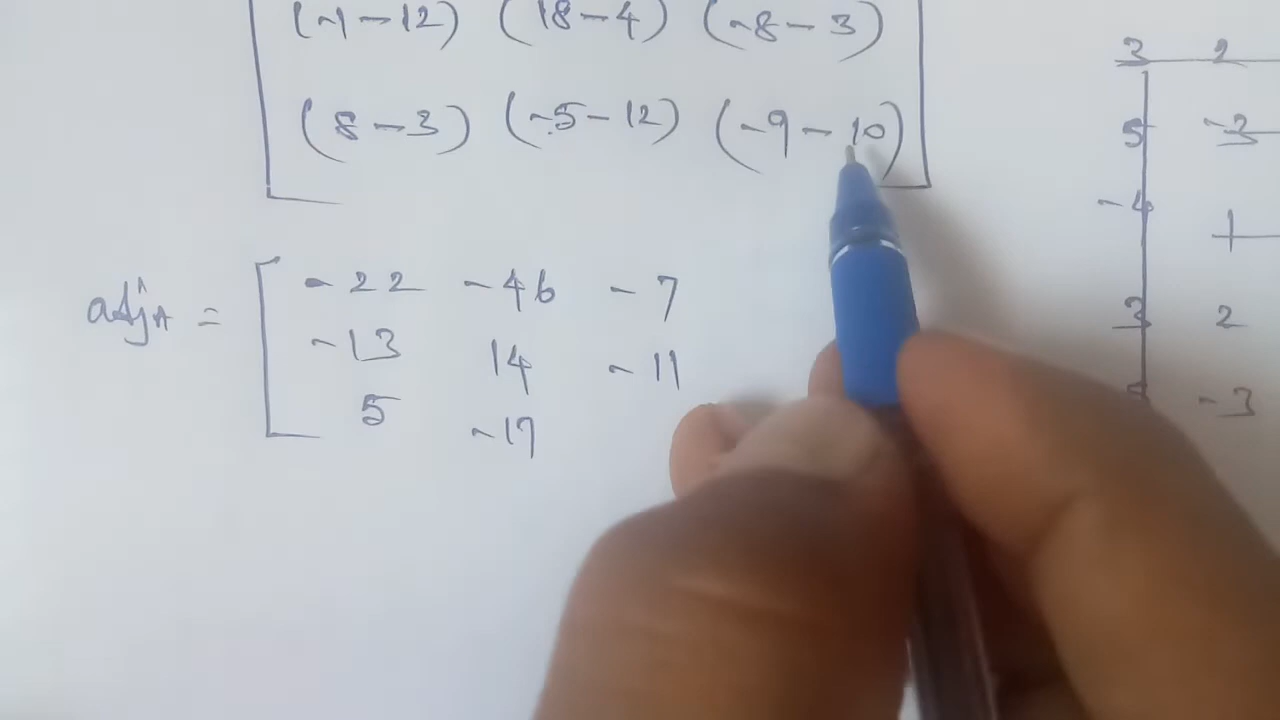 (-1-12) (18-4) (-8-3)
(8-3) (-5-12) (-9-10)
adjA = -22 -46 -7
-13 14 -11
5 -17
3 2
5 -3
-4 1
3 2
-3